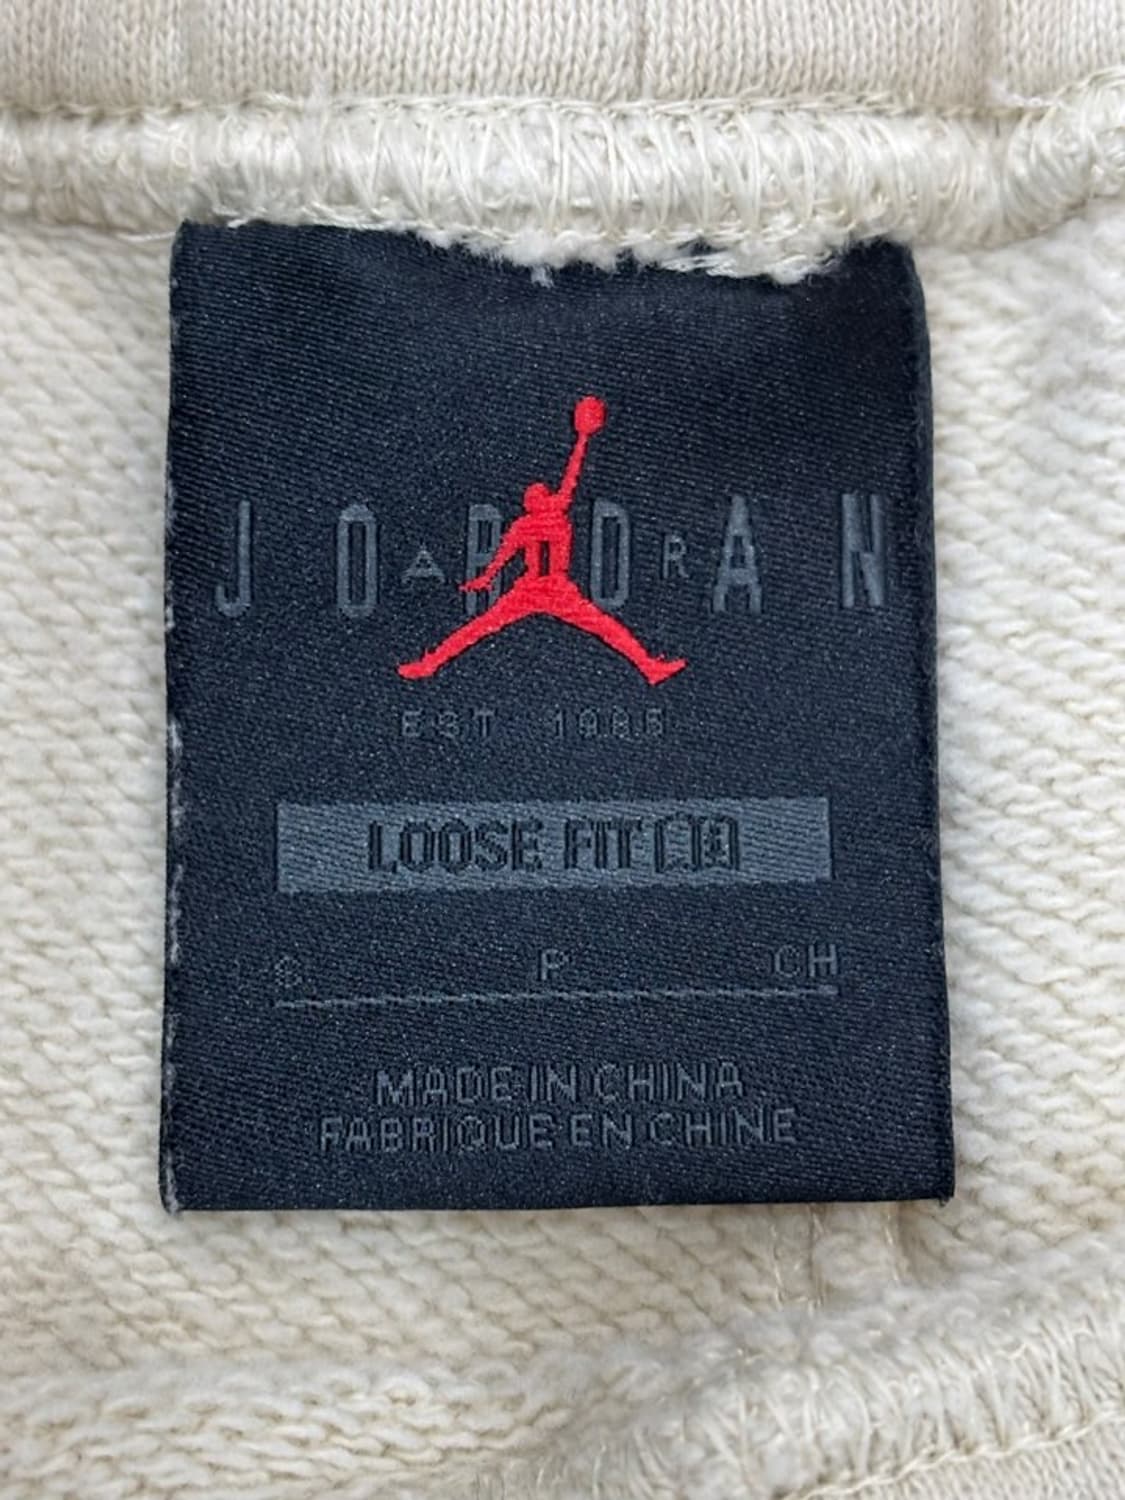 JORDAN
AIR
EST 1985
LOOSE FIT
S P CH
MADE IN CHINA
FABRIQUE EN CHINE